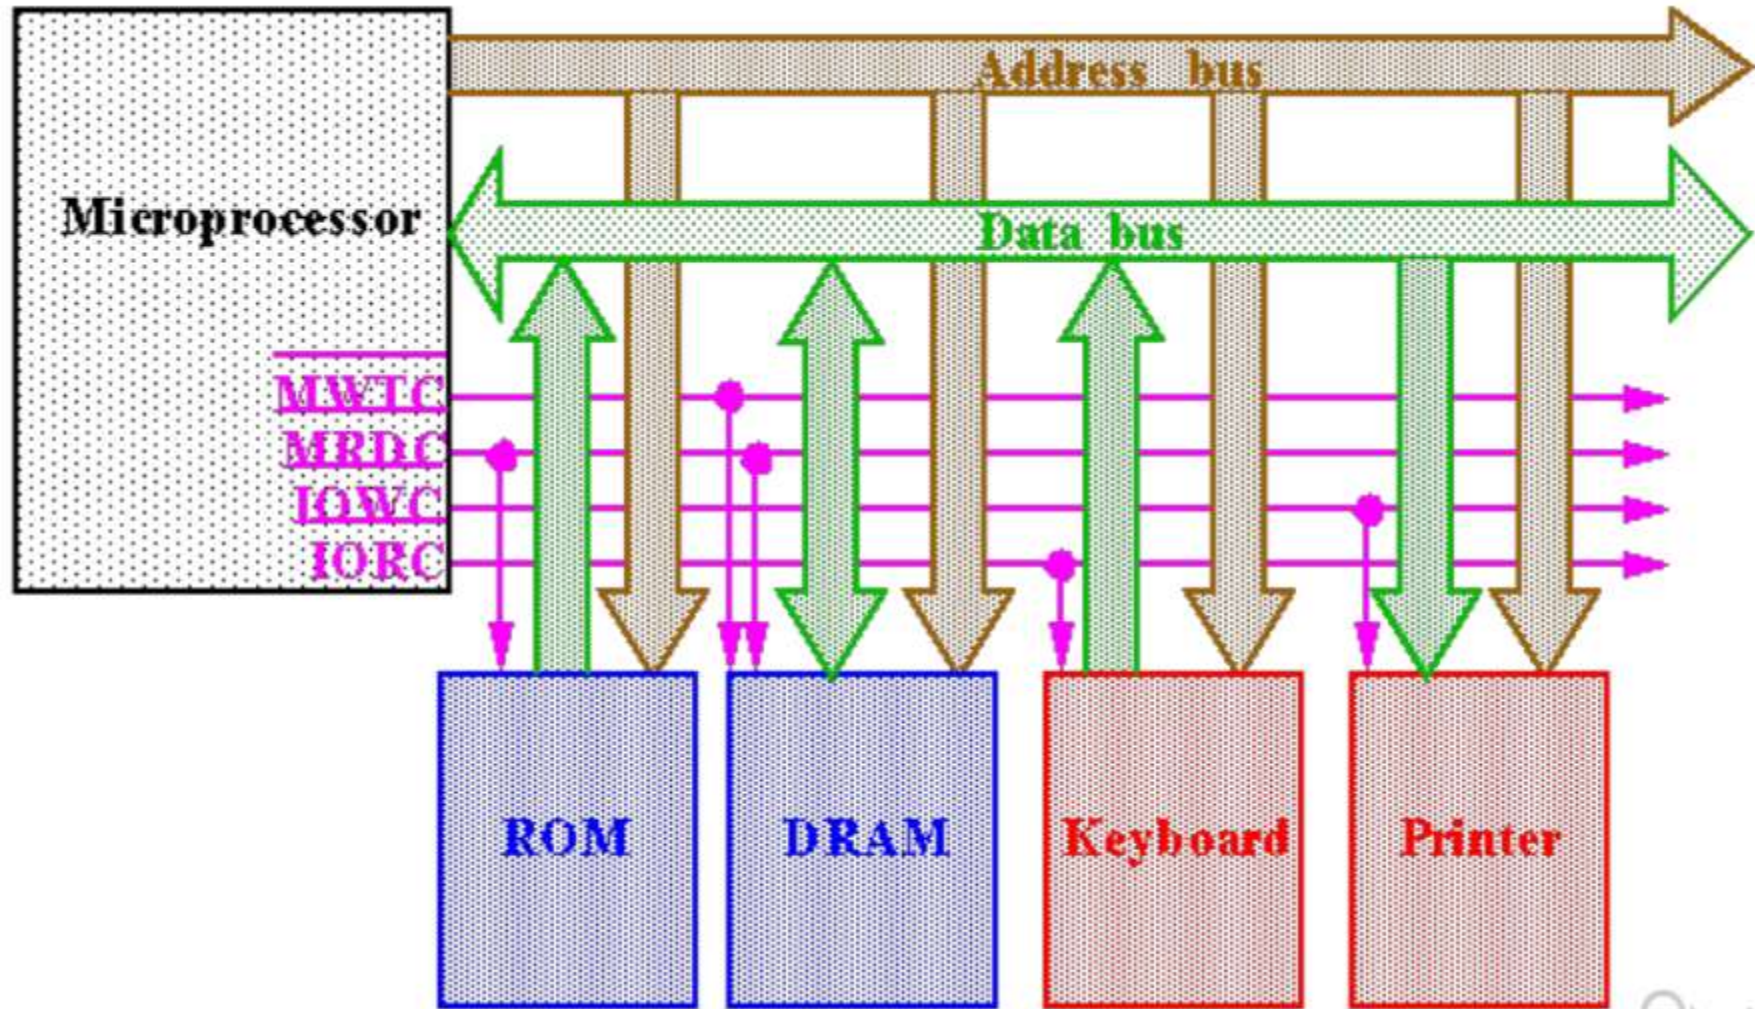 Address bus
Microprocessor
Data bus
MWTC
MRDC
IOWC
IORC
ROM
DRAM
Keyboard
Printer